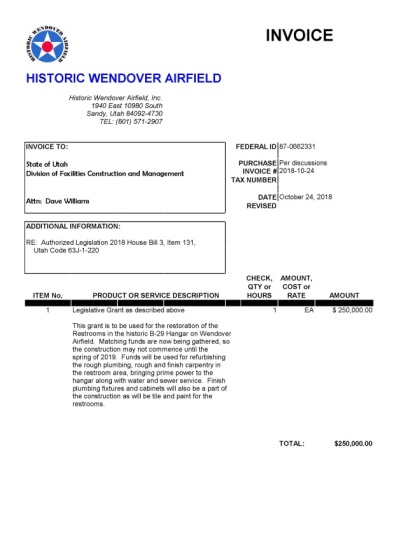 HISTORIC WENDOVER AIRFIELD
INVOICE
HISTORIC WENDOVER AIRFIELD
Historic Wendover Airfield, Inc.
1940 East 10980 South
Sandy, Utah 84092-4730
TEL: (801) 571-2907
INVOICE TO:
State of Utah
Division of Facilities Construction and Management
Attn: Dave Williams
FEDERAL ID 87-0662331
PURCHASE Per discussions
INVOICE # 2018-10-24
TAX NUMBER
DATE October 24, 2018
REVISED
ADDITIONAL INFORMATION:
RE: Authorized Legislation 2018 House Bill 3, Item 131,
Utah Code 63J-1-220
ITEM No. PRODUCT OR SERVICE DESCRIPTION CHECK, QTY or HOURS AMOUNT, COST or RATE AMOUNT
1 Legislative Grant as described above 1 EA $ 250,000.00
This grant is to be used for the restoration of the
Restrooms in the historic B-29 Hangar on Wendover
Airfield. Matching funds are now being gathered, so
the construction may not commence until the
spring of 2019. Funds will be used for refurbishing
the rough plumbing, rough and finish carpentry in
the restroom area, bringing prime power to the
hangar along with water and sewer service. Finish
plumbing fixtures and cabinets will also be a part of
the construction as will be tile and paint for the
restrooms.
TOTAL: $250,000.00